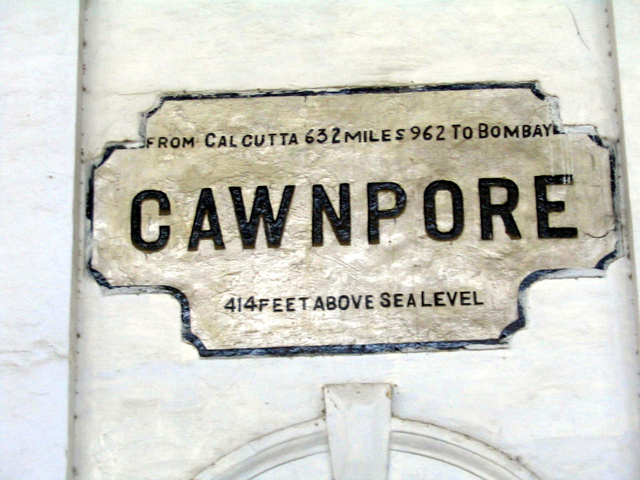 FROM CALCUTTA 632 MILES 962 TO BOMBAY
CAWNPORE
414 FEET ABOVE SEA LEVEL